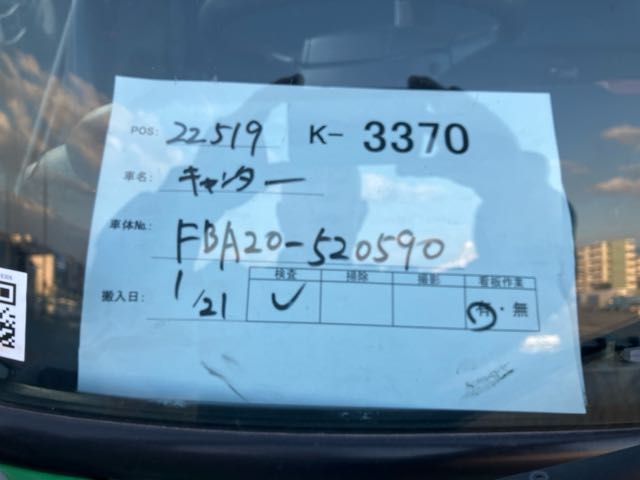 POS: 22519 K- 3370
車名: キャンター
車体No.: FBA20-520590
検査 掃除 撮影 看板作業
搬入日: 1/21 ✓ 有・無